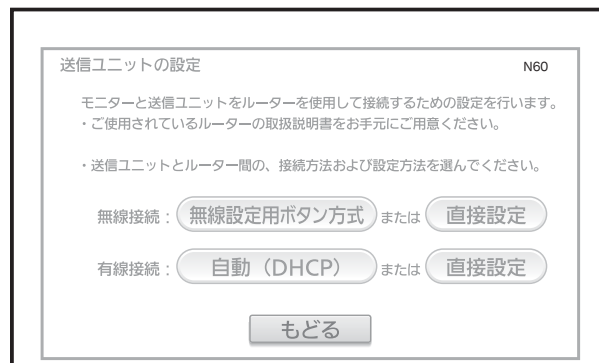 送信ユニットの設定 N60
モニターと送信ユニットをルーターを使用して接続するための設定を行います。
・ご使用されているルーターの取扱説明書をお手元にご用意ください。
・送信ユニットとルーター間の、接続方法および設定方法を選んでください。
無線接続： 無線設定用ボタン方式 または 直接設定
有線接続： 自動（DHCP） または 直接設定
もどる